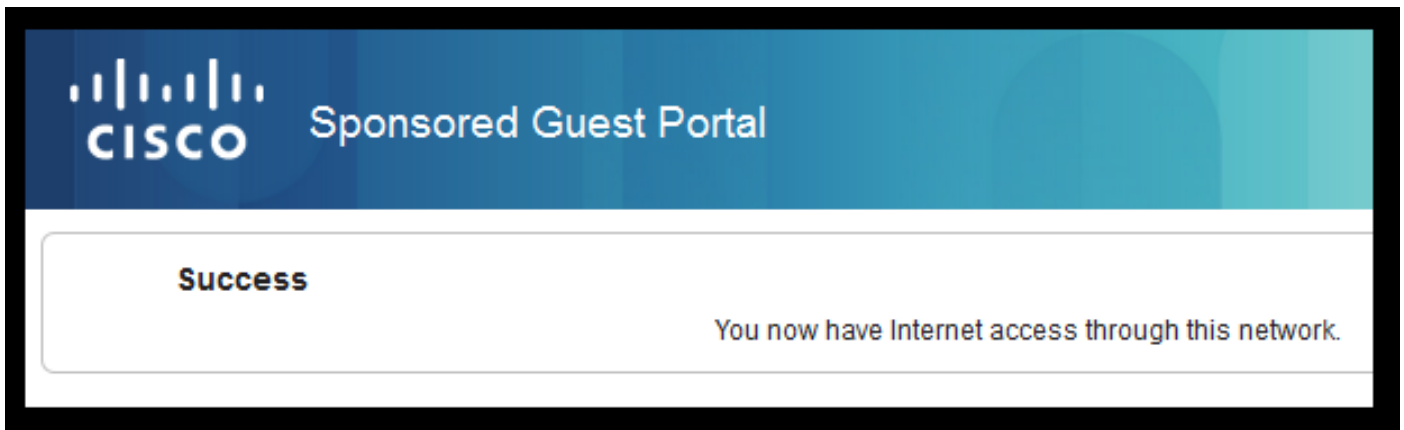 CISCO
Sponsored Guest Portal
Success
You now have Internet access through this network.